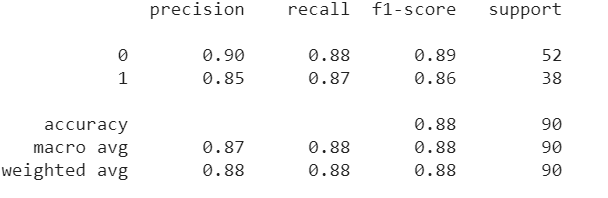 precision recall f1-score support
0 0.90 0.88 0.89 52
1 0.85 0.87 0.86 38
accuracy 0.88 90
macro avg 0.87 0.88 0.88 90
weighted avg 0.88 0.88 0.88 90